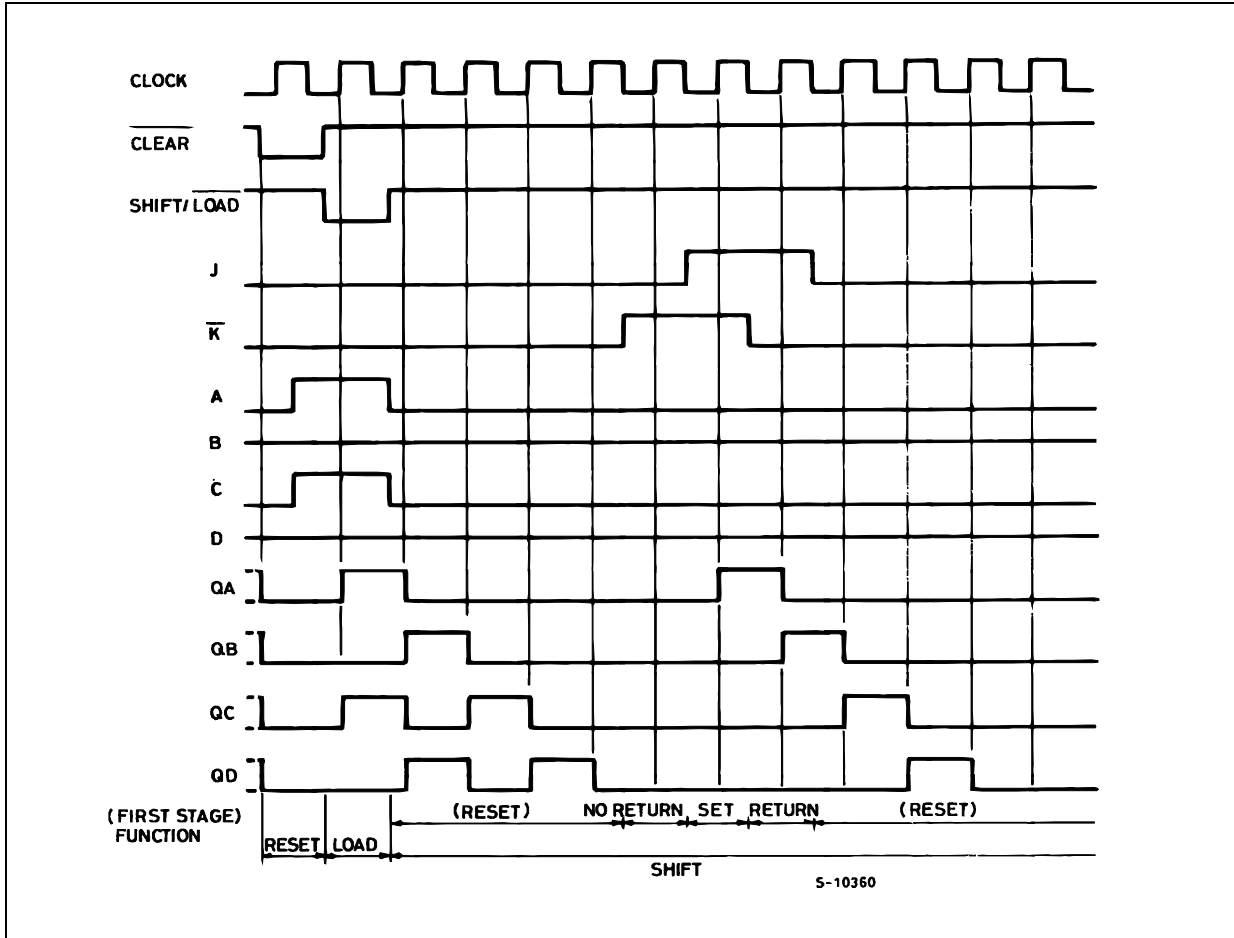 CLOCK
CLEAR
SHIFT/LOAD
J
K
A
B
C
D
QA
QB
QC
QD
(FIRST STAGE)
FUNCTION
(RESET)
NO RETURN
SET
RETURN
(RESET)
RESET
LOAD
SHIFT
S-10360